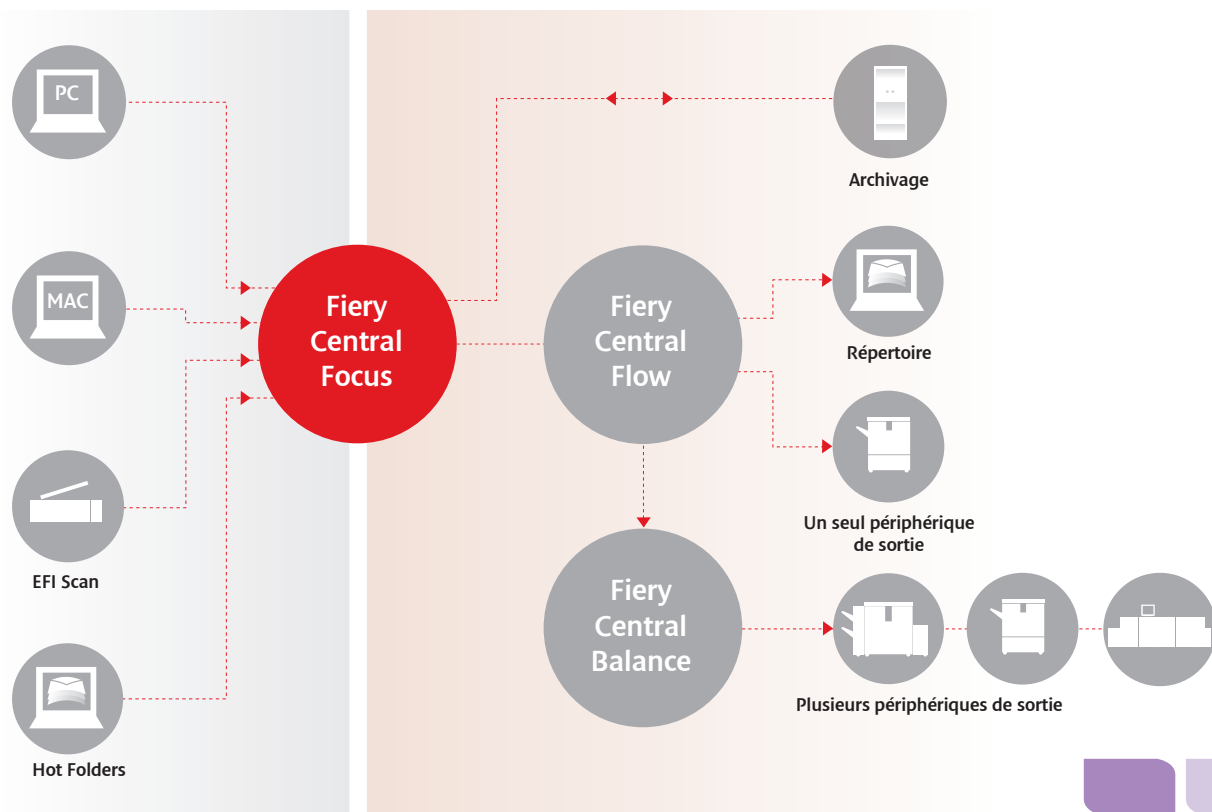 PC
MAC
EFI Scan
Hot Folders
Fiery
Central
Focus
Fiery
Central
Flow
Fiery
Central
Balance
Archivage
Répertoire
Un seul périphérique
de sortie
Plusieurs périphériques de sortie